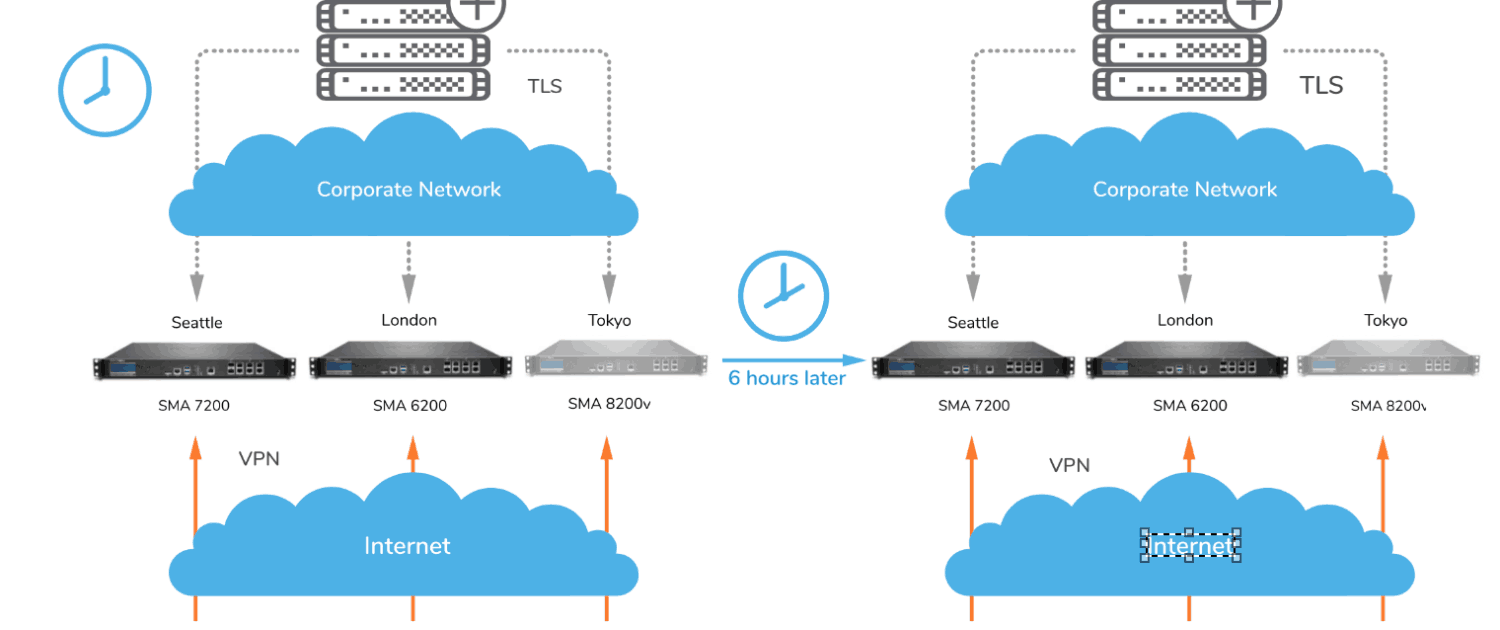 TLS
TLS
Corporate Network
Corporate Network
Seattle
London
Tokyo
6 hours later
Seattle
London
Tokyo
SMA 7200
SMA 6200
SMA 8200v
SMA 7200
SMA 6200
SMA 8200v
VPN
VPN
Internet
Internet